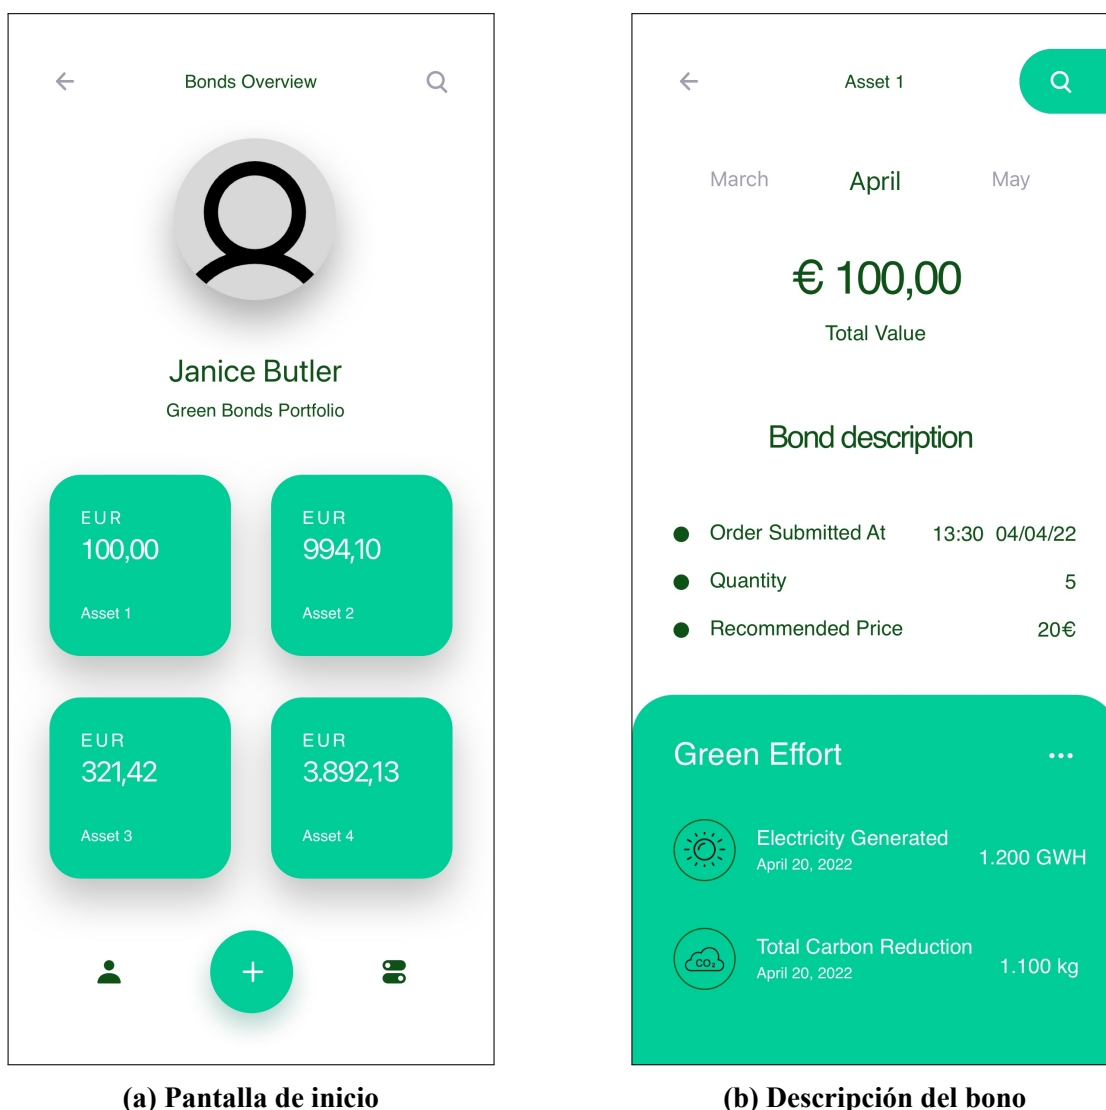 Bonds Overview
Janice Butler
Green Bonds Portfolio
EUR
100,00
Asset 1
EUR
994,10
Asset 2
EUR
321,42
Asset 3
EUR
3.892,13
Asset 4
(a) Pantalla de inicio
Asset 1
March April May
€ 100,00
Total Value
Bond description
Order Submitted At 13:30 04/04/22
Quantity 5
Recommended Price 20€
Green Effort
Electricity Generated
April 20, 2022
1.200 GWH
CO₂
Total Carbon Reduction
April 20, 2022
1.100 kg
(b) Descripción del bono